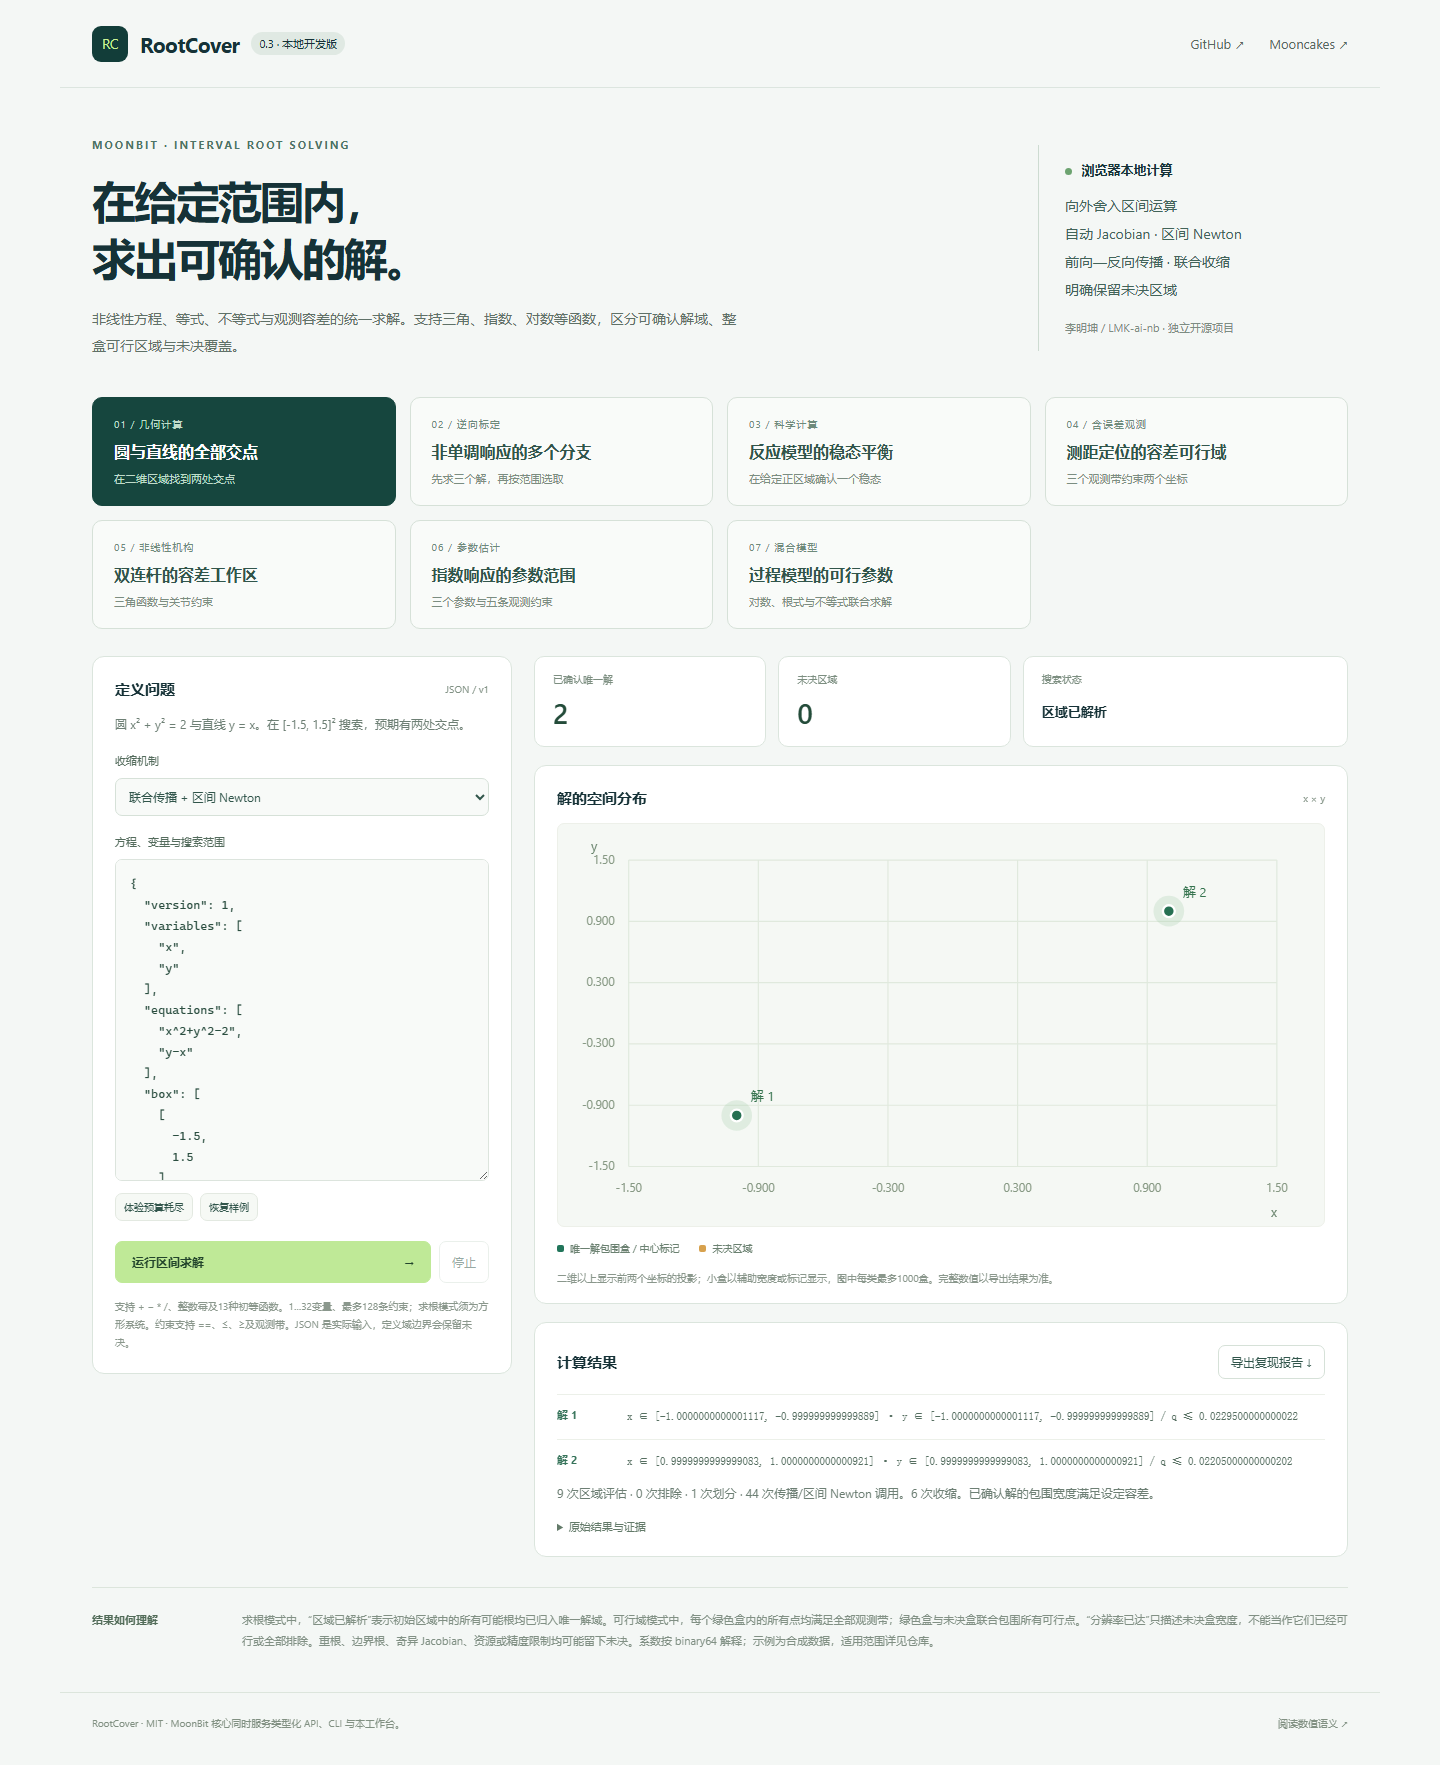 RC RootCover 0.3 · 本地开发版 GitHub ↗ Mooncakes ↗
MOONBIT · INTERVAL ROOT SOLVING
在给定范围内，
求出可确认的解。
非线性方程、等式、不等式与观测容差的统一求解。支持三角、指数、对数等函数，区分可确认解域、整
盒可行区域与未决覆盖。
浏览器本地计算
向外舍入区间运算
自动 Jacobian · 区间 Newton
前向—反向传播 · 联合收缩
明确保留未决区域
李明坤 / LMK-ai-nb · 独立开源项目
01 / 几何计算
圆与直线的全部交点
在二维区域找到两处交点
02 / 逆向标定
非单调响应的多个分支
先求三个解，再按范围选取
03 / 科学计算
反应模型的稳态平衡
在给定正区域确认一个稳态
04 / 含误差观测
测距定位的容差可行域
三个观测带约束两个坐标
05 / 非线性机构
双连杆的容差工作区
三角函数与关节约束
06 / 参数估计
指数响应的参数范围
三个参数与五条观测约束
07 / 混合模型
过程模型的可行参数
对数、根式与不等式联合求解
定义问题 JSON / v1
圆 x² + y² = 2 与直线 y = x。在 [-1.5, 1.5]² 搜索，预期有两处交点。
收缩机制
联合传播 + 区间 Newton
方程、变量与搜索范围
{
"version": 1,
"variables": [
"x",
"y"
],
"equations": [
"x^2+y^2-2",
"y-x"
],
"box": [
[
-1.5,
1.5
]
体验预算耗尽 恢复样例
运行区间求解 → 停止
支持 + − * /、整数幂及13种初等函数。1…32变量、最多128条约束；求根模式须为方
形系统。约束支持 ==、≤、≥及观测带。JSON 是实际输入，定义域边界会保留未
决。
已确认唯一解
2
未决区域
0
搜索状态
区域已解析
解的空间分布 x × y
y
1.50
0.900
0.300
-0.300
-0.900
-1.50
解 2
解 1
-1.50 -0.900 -0.300 0.300 0.900 1.50
x
唯一解包围盒 / 中心标记 未决区域
二维以上显示前两个坐标的投影；小盒以辅助宽度或标记显示，图中每类最多1000盒。完整数值以导出结果为准。
计算结果 导出复现报告 ↓
解 1 x ∈ [-1.0000000000001117, -0.999999999999889] · y ∈ [-1.0000000000001117, -0.999999999999889] / q ≤ 0.0229500000000022
解 2 x ∈ [0.9999999999999083, 1.0000000000000921] · y ∈ [0.9999999999999083, 1.0000000000000921] / q ≤ 0.02205000000000202
9 次区域评估 · 0 次排除 · 1 次划分 · 44 次传播/区间 Newton 调用。6 次收缩。已确认解的包围宽度满足设定容差。
▶ 原始结果与证据
结果如何理解
求根模式中，“区域已解析”表示初始区域中的所有可能根均已归入唯一解域。可行域模式中，每个绿色盒内的所有点均满足全部观测带；绿色盒与未决盒联合包围所有可行点。“分辨率已达”只描述未决盒宽度，不能当作它们已经可
行或全部排除。重根、边界根、奇异 Jacobian、资源或精度限制均可能留下未决。系数按 binary64 解释；示例为合成数据，适用范围详见仓库。
RootCover · MIT · MoonBit 核心同时服务类型化 API、CLI 与本工作台。 阅读数值语义 ↗